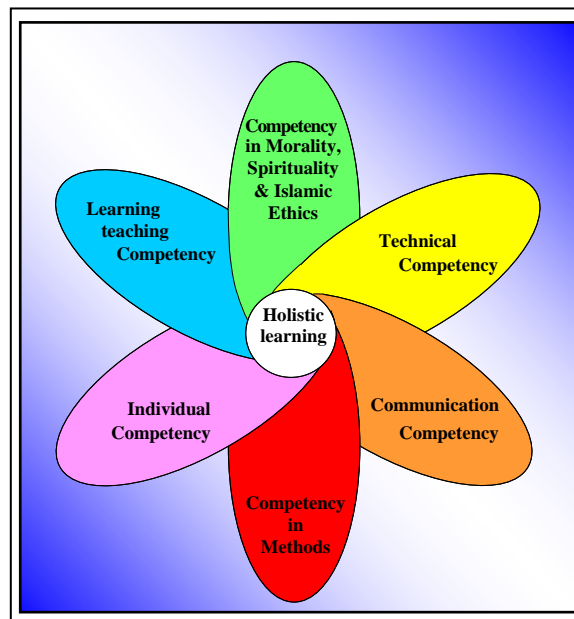 Competency
in Morality,
Spirituality
& Islamic
Ethics
Learning
teaching
Competency
Technical
Competency
Holistic
learning
Individual
Competency
Communication
Competency
Competency
in
Methods